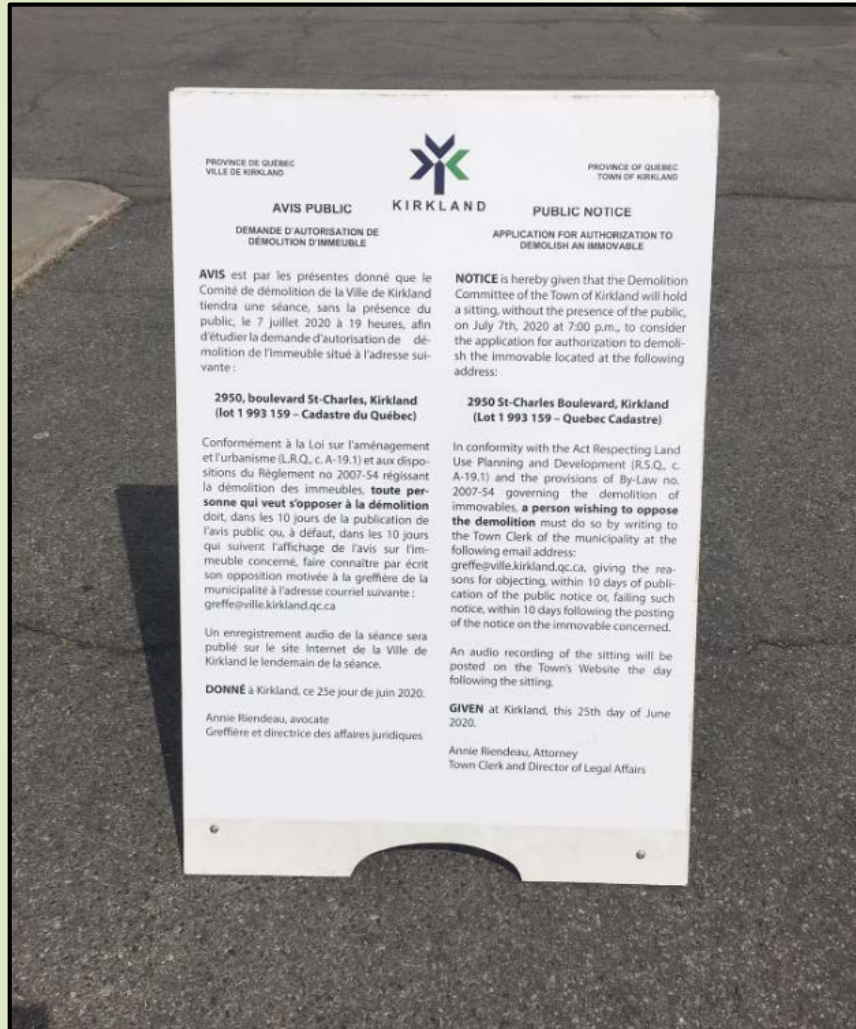 PROVINCE DE QUÉBEC
VILLE DE KIRKLAND
KIRKLAND
PROVINCE OF QUEBEC
TOWN OF KIRKLAND
AVIS PUBLIC
DEMANDE D'AUTORISATION DE
DÉMOLITION D'IMMEUBLE
AVIS est par les présentes donné que le
Comité de démolition de la Ville de Kirkland
tiendra une séance, sans la présence du
public, le 7 juillet 2020 à 19 heures, afin
d'étudier la demande d'autorisation de dé-
molition de l'immeuble situé à l'adresse sui-
vante :
2950, boulevard St-Charles, Kirkland
(lot 1 993 159 – Cadastre du Québec)
Conformément à la Loi sur l'aménagement
et l'urbanisme (L.R.Q., c. A-19.1) et aux dispo-
sitions du Règlement no 2007-54 régissant
la démolition des immeubles, toute per-
sonne qui veut s'opposer à la démolition
doit, dans les 10 jours de la publication de
l'avis public ou, à défaut, dans les 10 jours
qui suivent l'affichage de l'avis sur l'im-
meuble concerné, faire connaître par écrit
son opposition motivée à la greffière de la
municipalité à l'adresse courriel suivante :
greffe@ville.kirkland.qc.ca
Un enregistrement audio de la séance sera
publié sur le site Internet de la Ville de
Kirkland le lendemain de la séance.
DONNÉ à Kirkland, ce 25e jour de juin 2020.
Annie Riendeau, avocate
Greffière et directrice des affaires juridiques
PUBLIC NOTICE
APPLICATION FOR AUTHORIZATION TO
DEMOLISH AN IMMOVABLE
NOTICE is hereby given that the Demolition
Committee of the Town of Kirkland will hold
a sitting, without the presence of the public,
on July 7th, 2020 at 7:00 p.m., to consider
the application for authorization to demoli-
sh the immovable located at the following
address:
2950 St-Charles Boulevard, Kirkland
(Lot 1 993 159 – Quebec Cadastre)
In conformity with the Act Respecting Land
Use Planning and Development (R.S.Q., c.
A-19.1) and the provisions of By-Law no.
2007-54 governing the demolition of
immovables, a person wishing to oppose
the demolition must do so by writing to
the Town Clerk of the municipality at the
following email address:
greffe@ville.kirkland.qc.ca, giving the rea-
sons for objecting, within 10 days of publi-
cation of the public notice or, failing such
notice, within 10 days following the posting
of the notice on the immovable concerned.
An audio recording of the sitting will be
posted on the Town's Website the day
following the sitting.
GIVEN at Kirkland, this 25th day of June
2020.
Annie Riendeau, Attorney
Town Clerk and Director of Legal Affairs